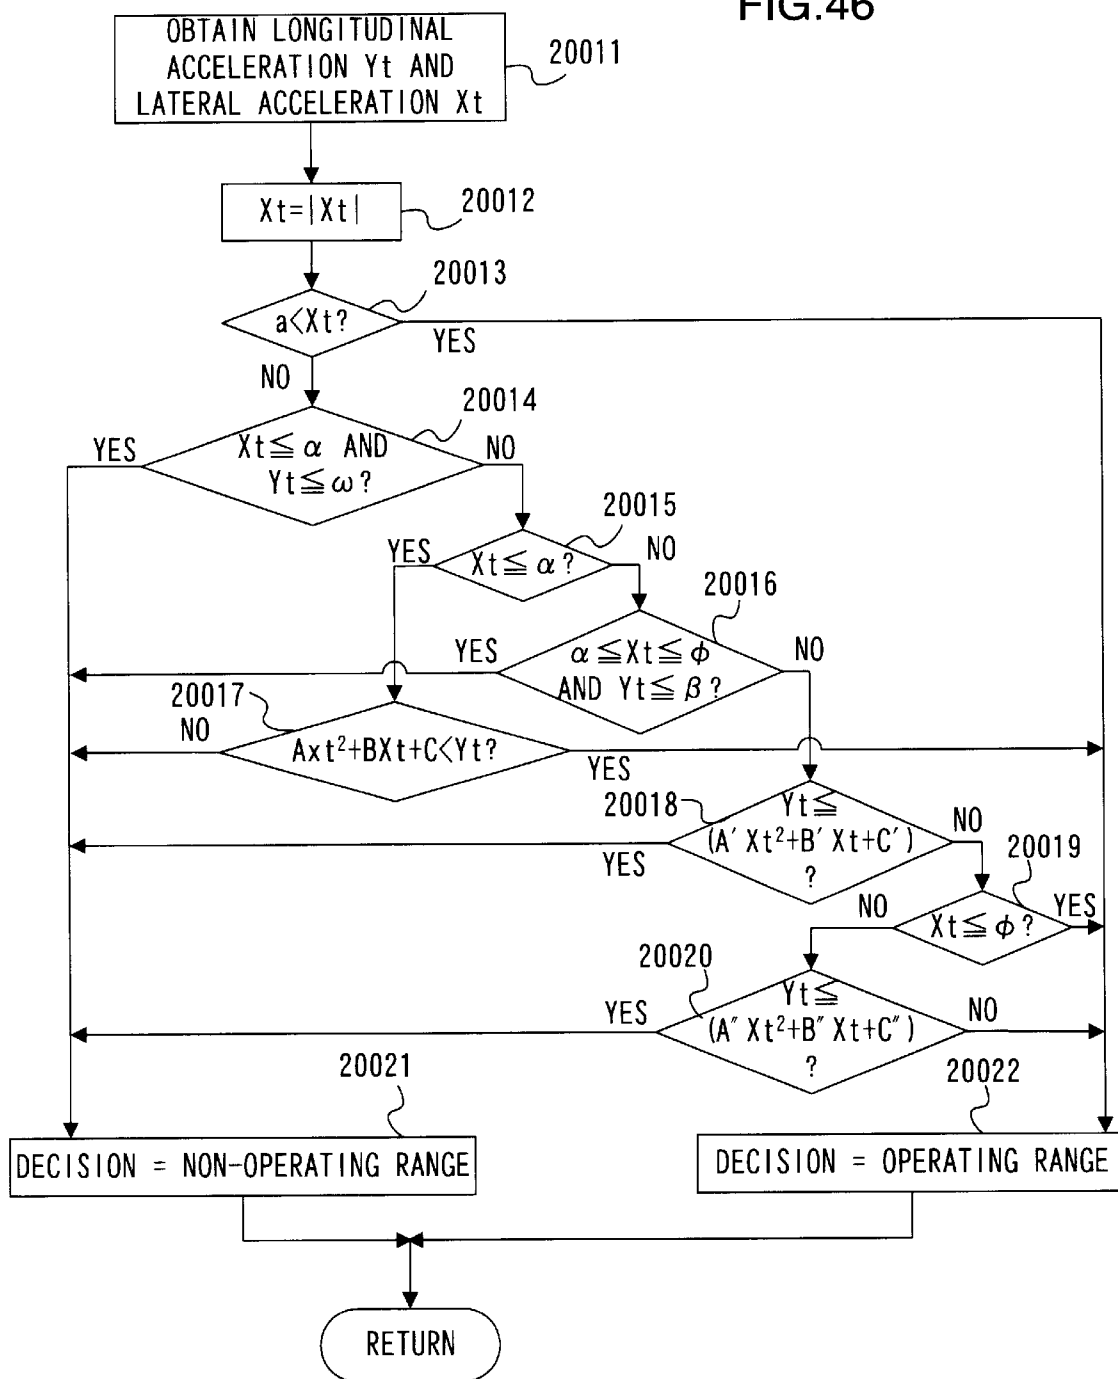 FIG.46
OBTAIN LONGITUDINAL
ACCELERATION Yt AND
LATERAL ACCELERATION Xt
20011
Xt=|Xt|
20012
20013
a<Xt?
YES
NO
20014
YES
Xt≦α AND
Yt≦ω?
NO
20015
YES
Xt≦α?
NO
20016
YES
α≦Xt≦ϕ
AND Yt≦β?
NO
20017
NO
Axt²+BXt+C<Yt?
YES
20018
Yt≦
(A′Xt²+B′Xt+C′)
?
YES
NO
20019
NO
Xt≦ϕ?
YES
20020
YES
Yt≦
(A″Xt²+B″Xt+C″)
?
NO
20021
20022
DECISION = NON-OPERATING RANGE
DECISION = OPERATING RANGE
RETURN